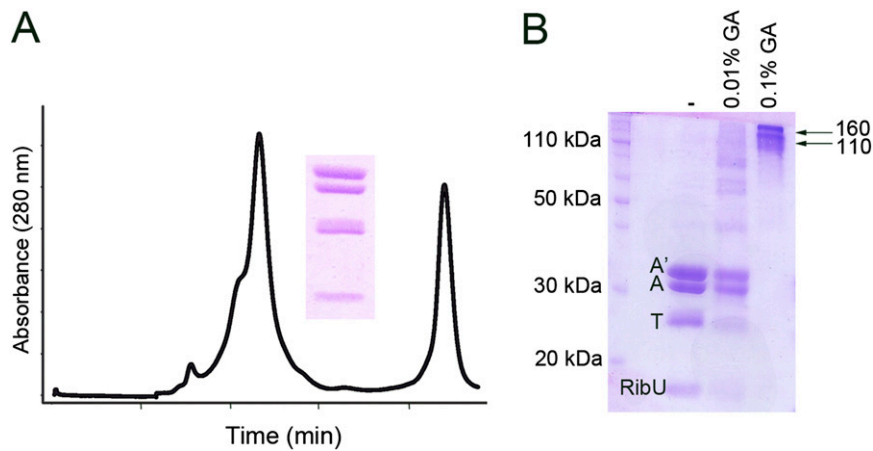 A
Absorbance (280 nm)
Time (min)
B
-
0.01% GA
0.1% GA
110 kDa
50 kDa
30 kDa
20 kDa
A'
A
T
RibU
160
110